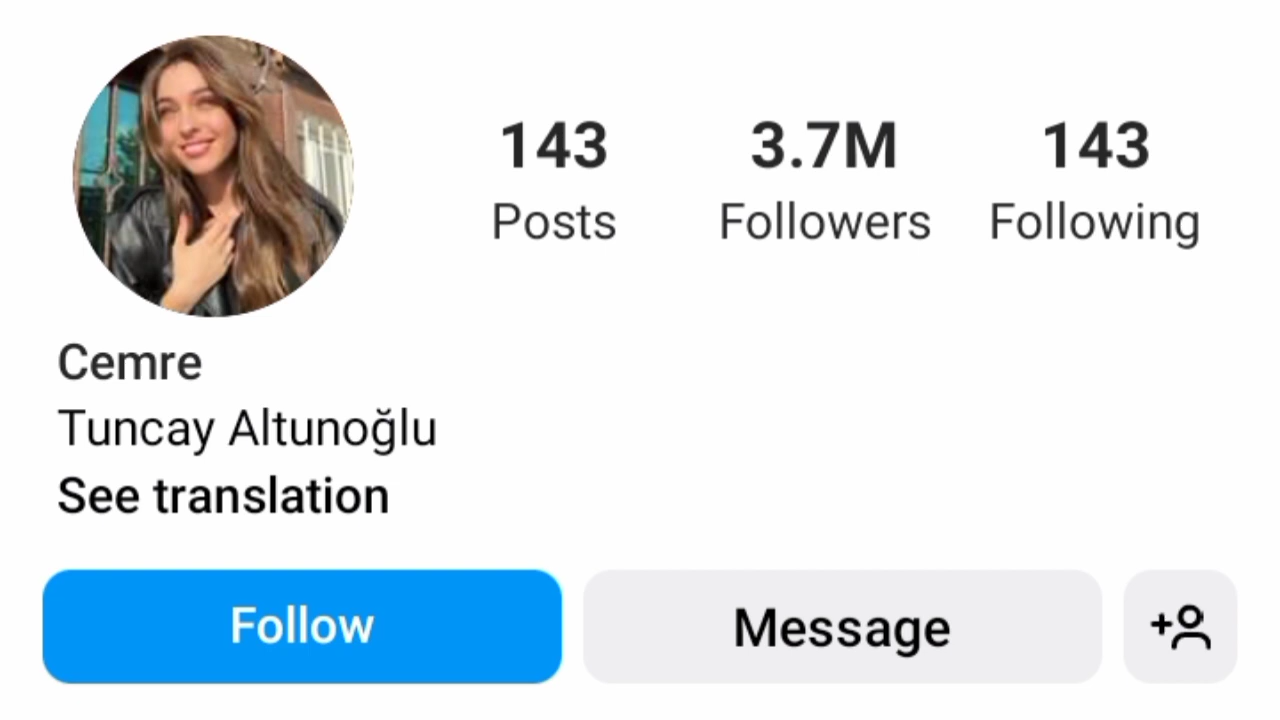 143 3.7M 143
Posts Followers Following
Cemre
Tuncay Altunoğlu
See translation
Follow Message